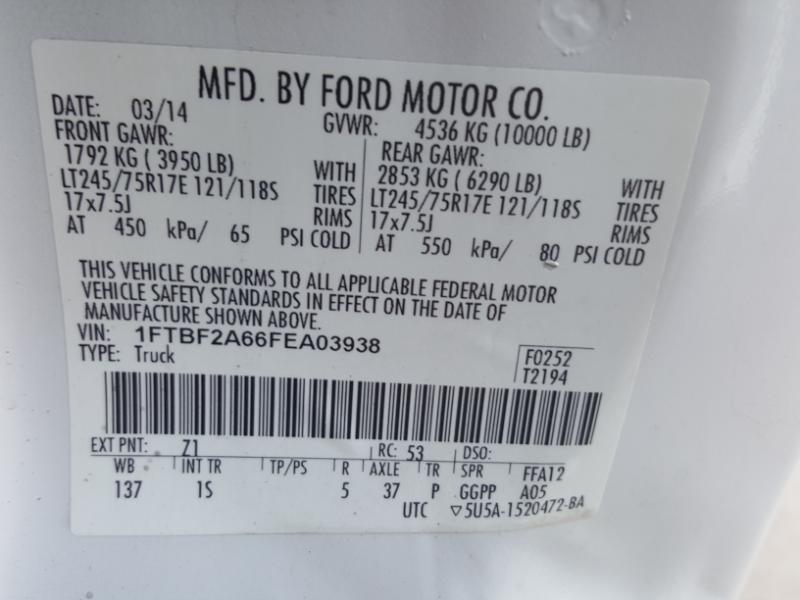 MFD. BY FORD MOTOR CO.
DATE: 03/14 GVWR: 4536 KG (10000 LB)
FRONT GAWR: REAR GAWR:
1792 KG ( 3950 LB) WITH 2853 KG ( 6290 LB) WITH
LT245/75R17E 121/118S TIRES LT245/75R17E 121/118S TIRES
17x7.5J RIMS 17x7.5J RIMS
AT 450 kPa/ 65 PSI COLD AT 550 kPa/ 80 PSI COLD
THIS VEHICLE CONFORMS TO ALL APPLICABLE FEDERAL MOTOR
VEHICLE SAFETY STANDARDS IN EFFECT ON THE DATE OF
MANUFACTURE SHOWN ABOVE.
VIN: 1FTBF2A66FEA03938
TYPE: Truck F0252
T2194
EXT PNT: Z1 RC: 53 DSO:
WB INT TR TP/PS R AXLE TR SPR FFA12
137 1S 5 37 P GGPP A05
UTC ▽5U5A-1520472-BA